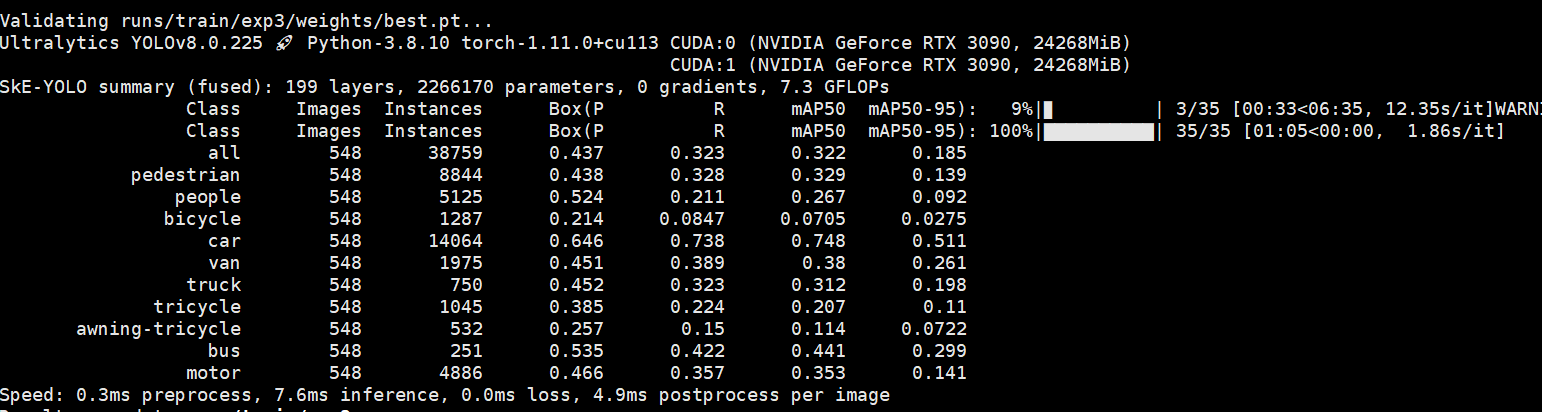 Validating runs/train/exp3/weights/best.pt...
Ultralytics YOLOv8.0.225 🚀 Python-3.8.10 torch-1.11.0+cu113 CUDA:0 (NVIDIA GeForce RTX 3090, 24268MiB)
CUDA:1 (NVIDIA GeForce RTX 3090, 24268MiB)
SkE-YOLO summary (fused): 199 layers, 2266170 parameters, 0 gradients, 7.3 GFLOPs
Class Images Instances Box(P R mAP50 mAP50-95): 9%|█ | 3/35 [00:33<06:35, 12.35s/it]WARNI
Class Images Instances Box(P R mAP50 mAP50-95): 100%|██████████| 35/35 [01:05<00:00, 1.86s/it]
all 548 38759 0.437 0.323 0.322 0.185
pedestrian 548 8844 0.438 0.328 0.329 0.139
people 548 5125 0.524 0.211 0.267 0.092
bicycle 548 1287 0.214 0.0847 0.0705 0.0275
car 548 14064 0.646 0.738 0.748 0.511
van 548 1975 0.451 0.389 0.38 0.261
truck 548 750 0.452 0.323 0.312 0.198
tricycle 548 1045 0.385 0.224 0.207 0.11
awning-tricycle 548 532 0.257 0.15 0.114 0.0722
bus 548 251 0.535 0.422 0.441 0.299
motor 548 4886 0.466 0.357 0.353 0.141
Speed: 0.3ms preprocess, 7.6ms inference, 0.0ms loss, 4.9ms postprocess per image